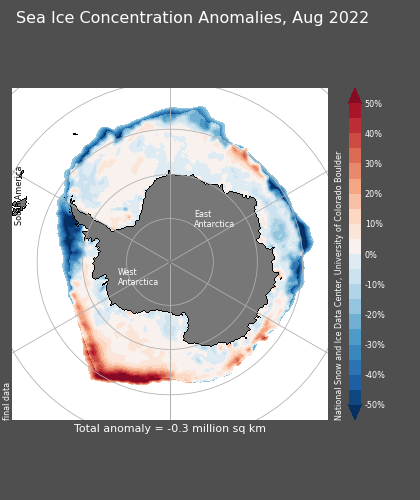 Sea Ice Concentration Anomalies, Aug 2022
South America
East
Antarctica
West
Antarctica
final data
National Snow and Ice Data Center, University of Colorado Boulder
50%
40%
30%
20%
10%
0%
-10%
-20%
-30%
-40%
-50%
Total anomaly = -0.3 million sq km